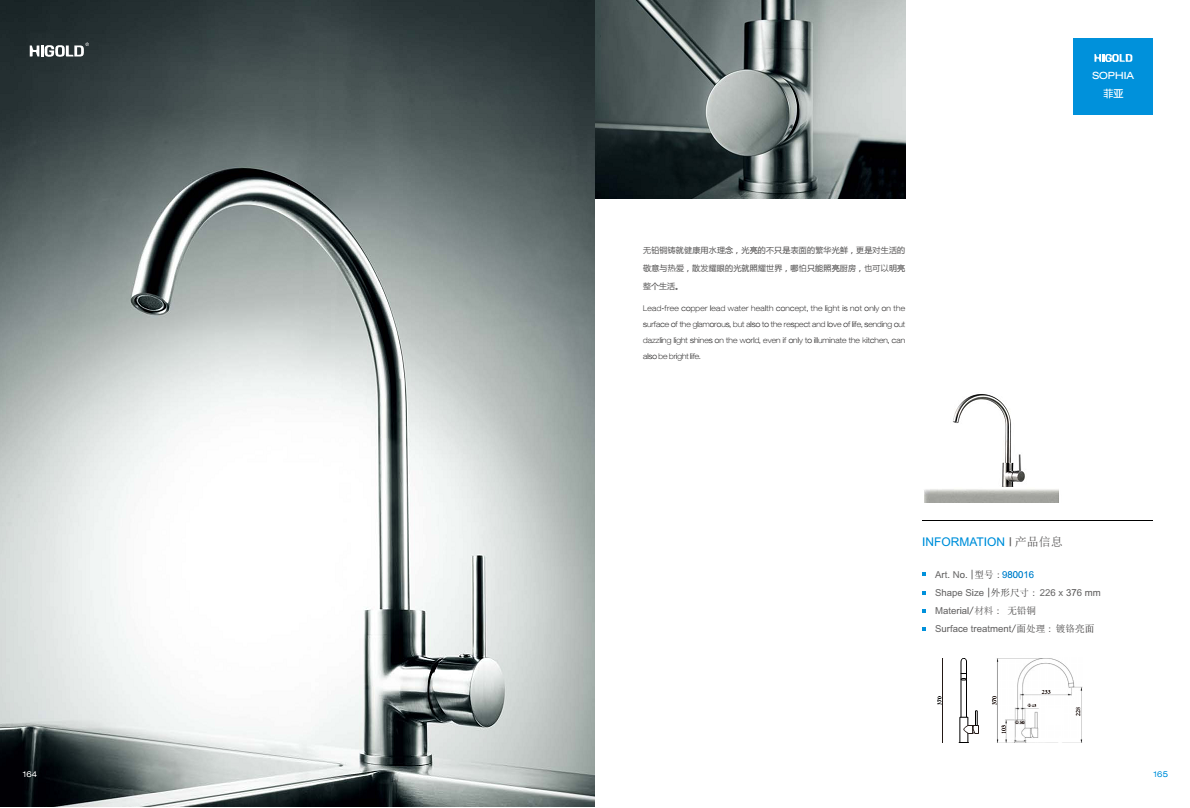 HIGOLD®
HIGOLD
SOPHIA
菲亚
无铅铜铸就健康用水理念，光亮的不只是表面的繁华光鲜，更是对生活的
敬意与热爱，散发耀眼的光就照耀世界，哪怕只能照亮厨房，也可以明亮
整个生活。
Lead-free copper lead water health concept, the light is not only on the
surface of the glamorous, but also to the respect and love of life, sending out
dazzling light shines on the world, even if only to illuminate the kitchen, can
also be bright life.
INFORMATION | 产品信息
Art. No. |型号：980016
Shape Size |外形尺寸：226 x 376 mm
Material/材料： 无铅铜
Surface treatment/面处理：镀铬亮面
370
370
233
228
103
164
165